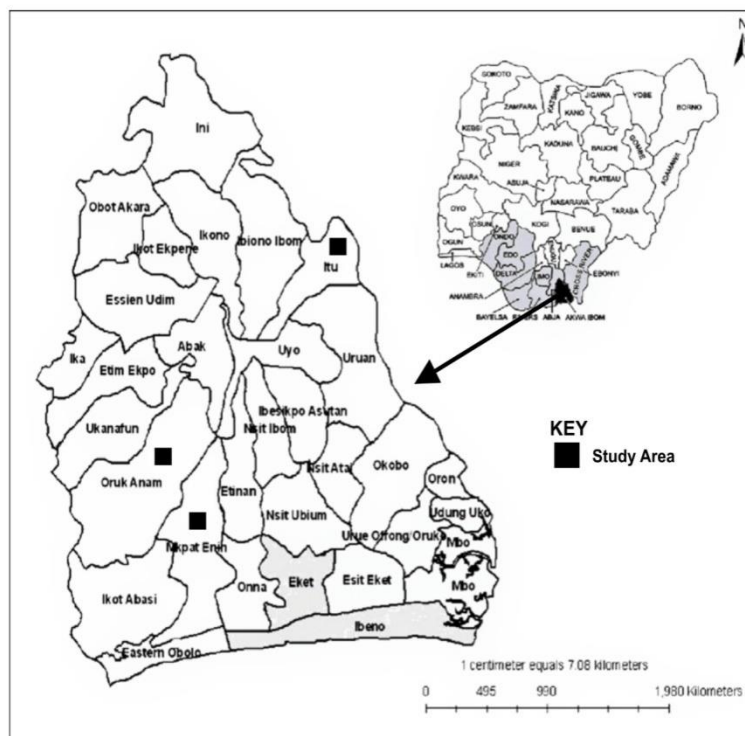 N
SOKOTO
ZAMFARA
KATSINA
JIGAWA
YOBE
BORNO
KANO
KEBBI
KADUNA
BAUCHI
GOMBE
ADAMAWA
NIGER
PLATEAU
KWARA
ABUJA
NASARAWA
TARABA
OYO
OSUN
KOGI
BENUE
OGUN
ONDO
EDO
LAGOS
EKITI
DELTA
IMO
CROSS RIVER
EBONYI
ANAMBRA
BAYELSA
RIVERS
ABIA
AKWA IBOM
Ini
Obot Akara
Ikot Ekpene
Ikono
Ibiono Ibom
Itu
Essien Udim
Ika
Abak
Uyo
Uruan
Etim Ekpo
Ibesikpo Asutan
Ukanafun
Nsit Ibom
KEY
Study Area
Oruk Anam
Etinan
Nsit Atai
Okobo
Oron
Nsit Ubium
Udung Uko
Urue Offong/Oruko
Mbo
Mkpat Enin
Ikot Abasi
Onna
Eket
Esit Eket
Mbo
Ibeno
Eastern Obolo
1 centimeter equals 7.08 kilometers
0 495 990 1,980 Kilometers